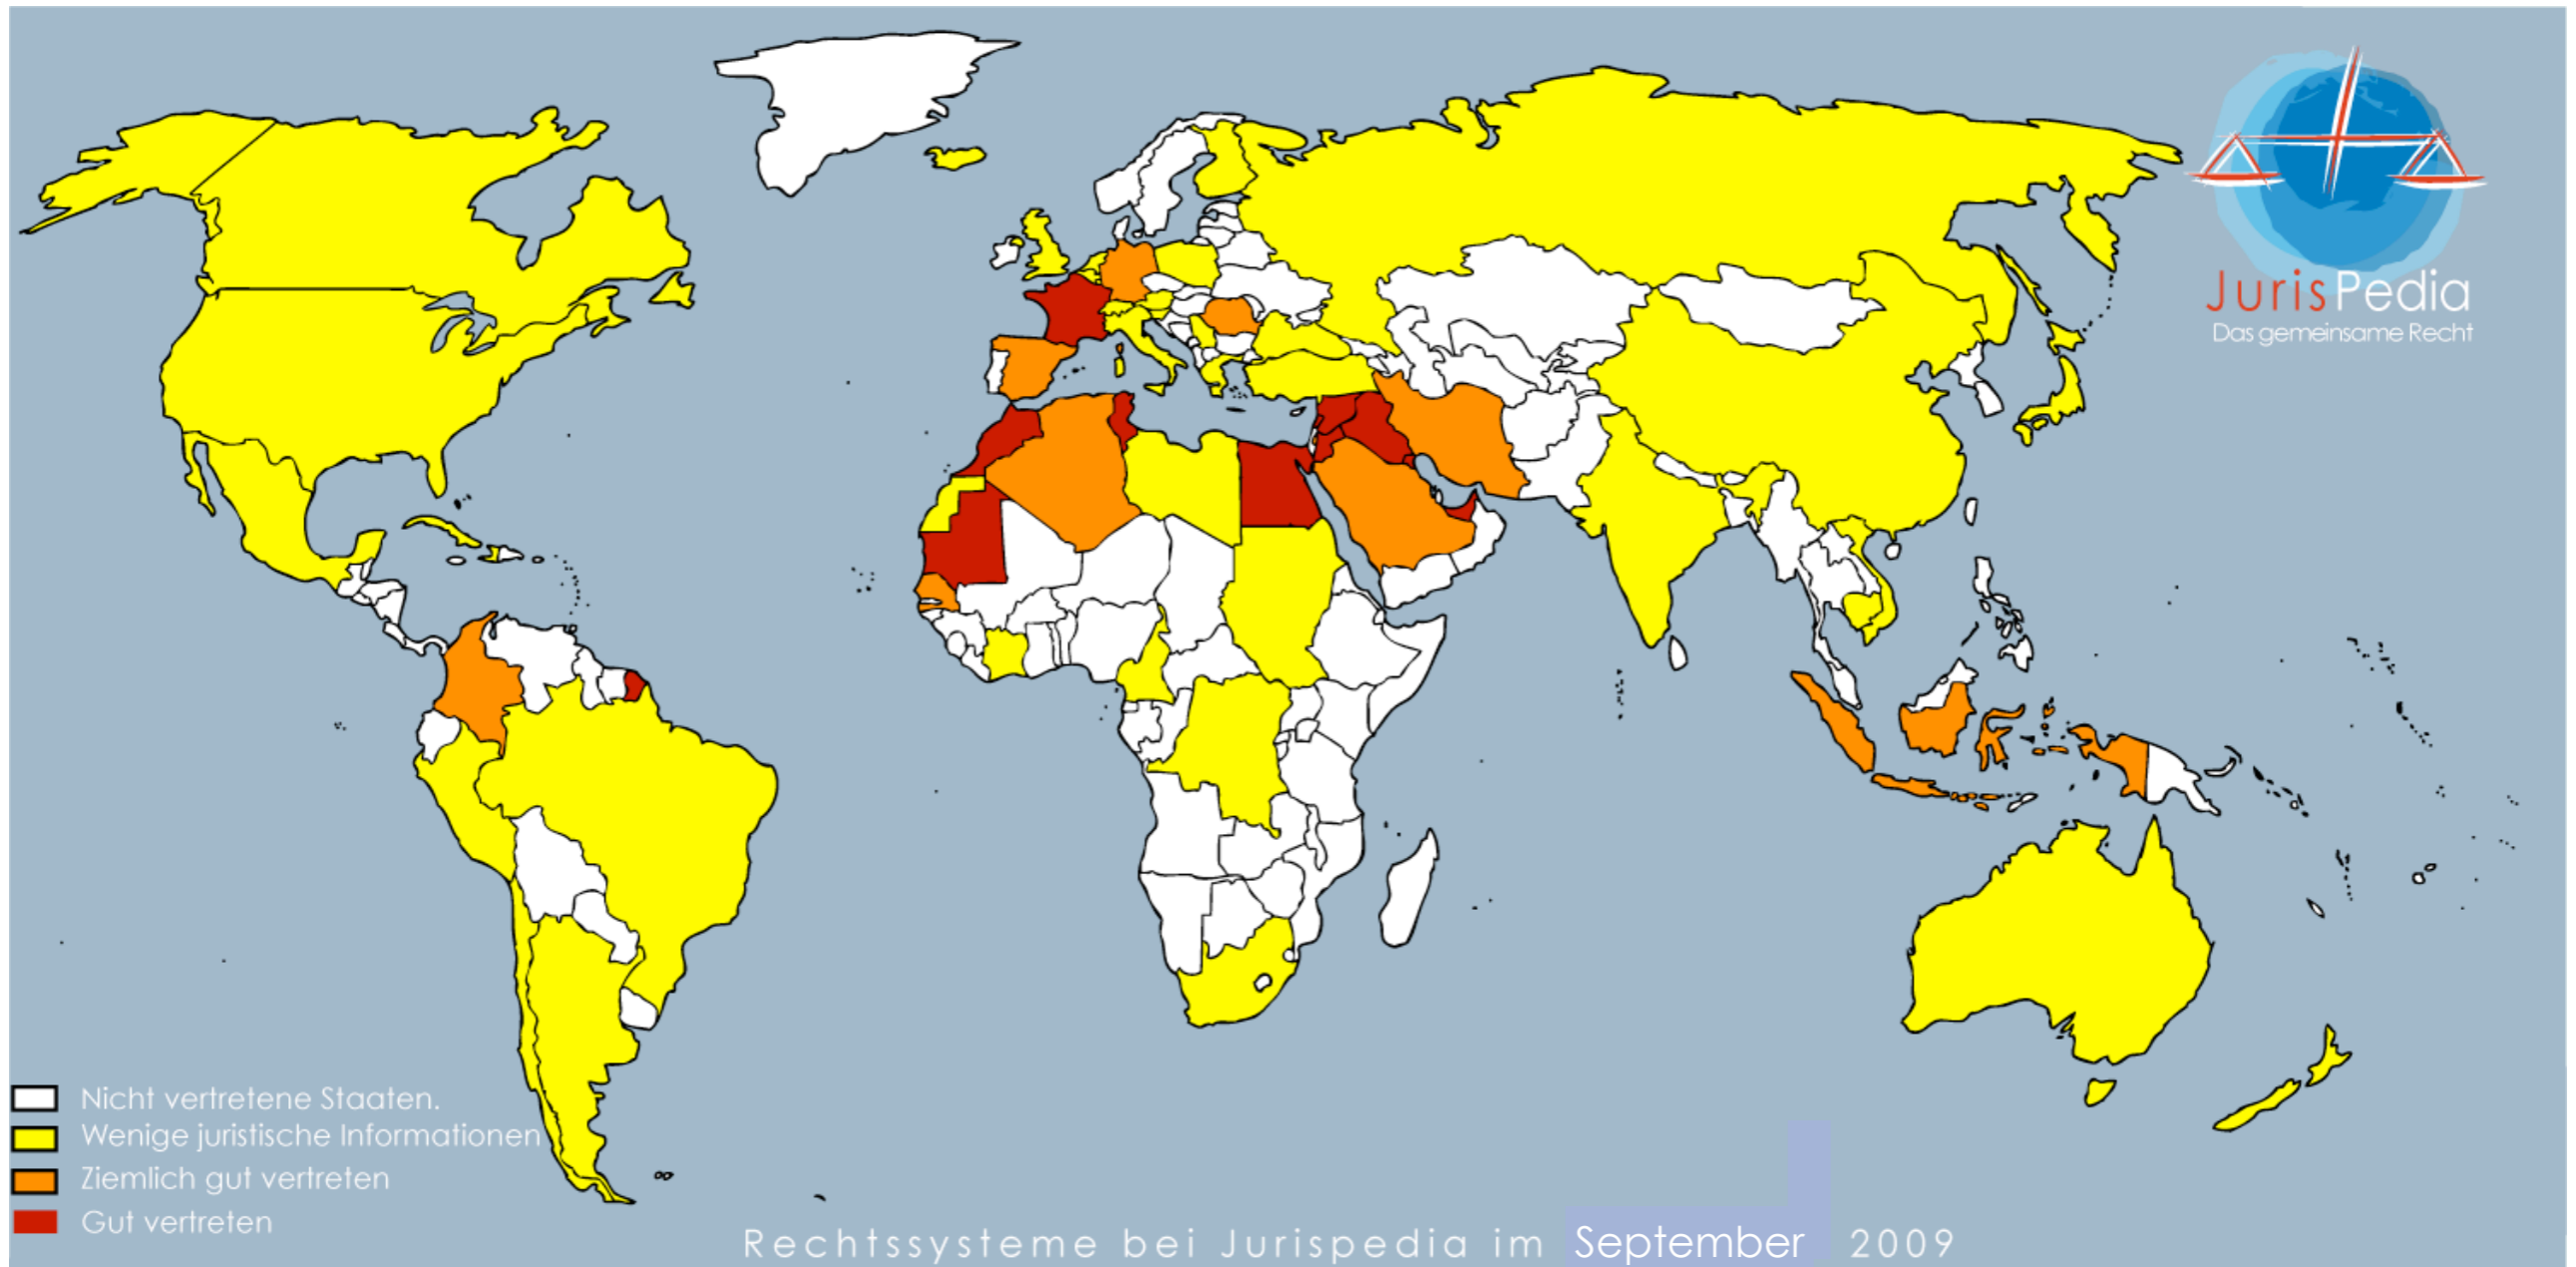 JurisPedia
Das gemeinsame Recht
Nicht vertretene Staaten.
Wenige juristische Informationen
Ziemlich gut vertreten
Gut vertreten
Rechtssysteme bei Jurispedia im September 2009